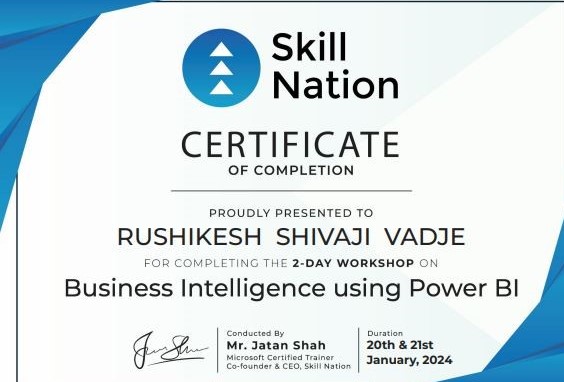 Skill
Nation
CERTIFICATE
OF COMPLETION
PROUDLY PRESENTED TO
RUSHIKESH SHIVAJI VADJE
FOR COMPLETING THE 2-DAY WORKSHOP ON
Business Intelligence using Power BI
Conducted By
Mr. Jatan Shah
Microsoft Certified Trainer
Co-founder & CEO, Skill Nation
Duration
20th & 21st
January, 2024